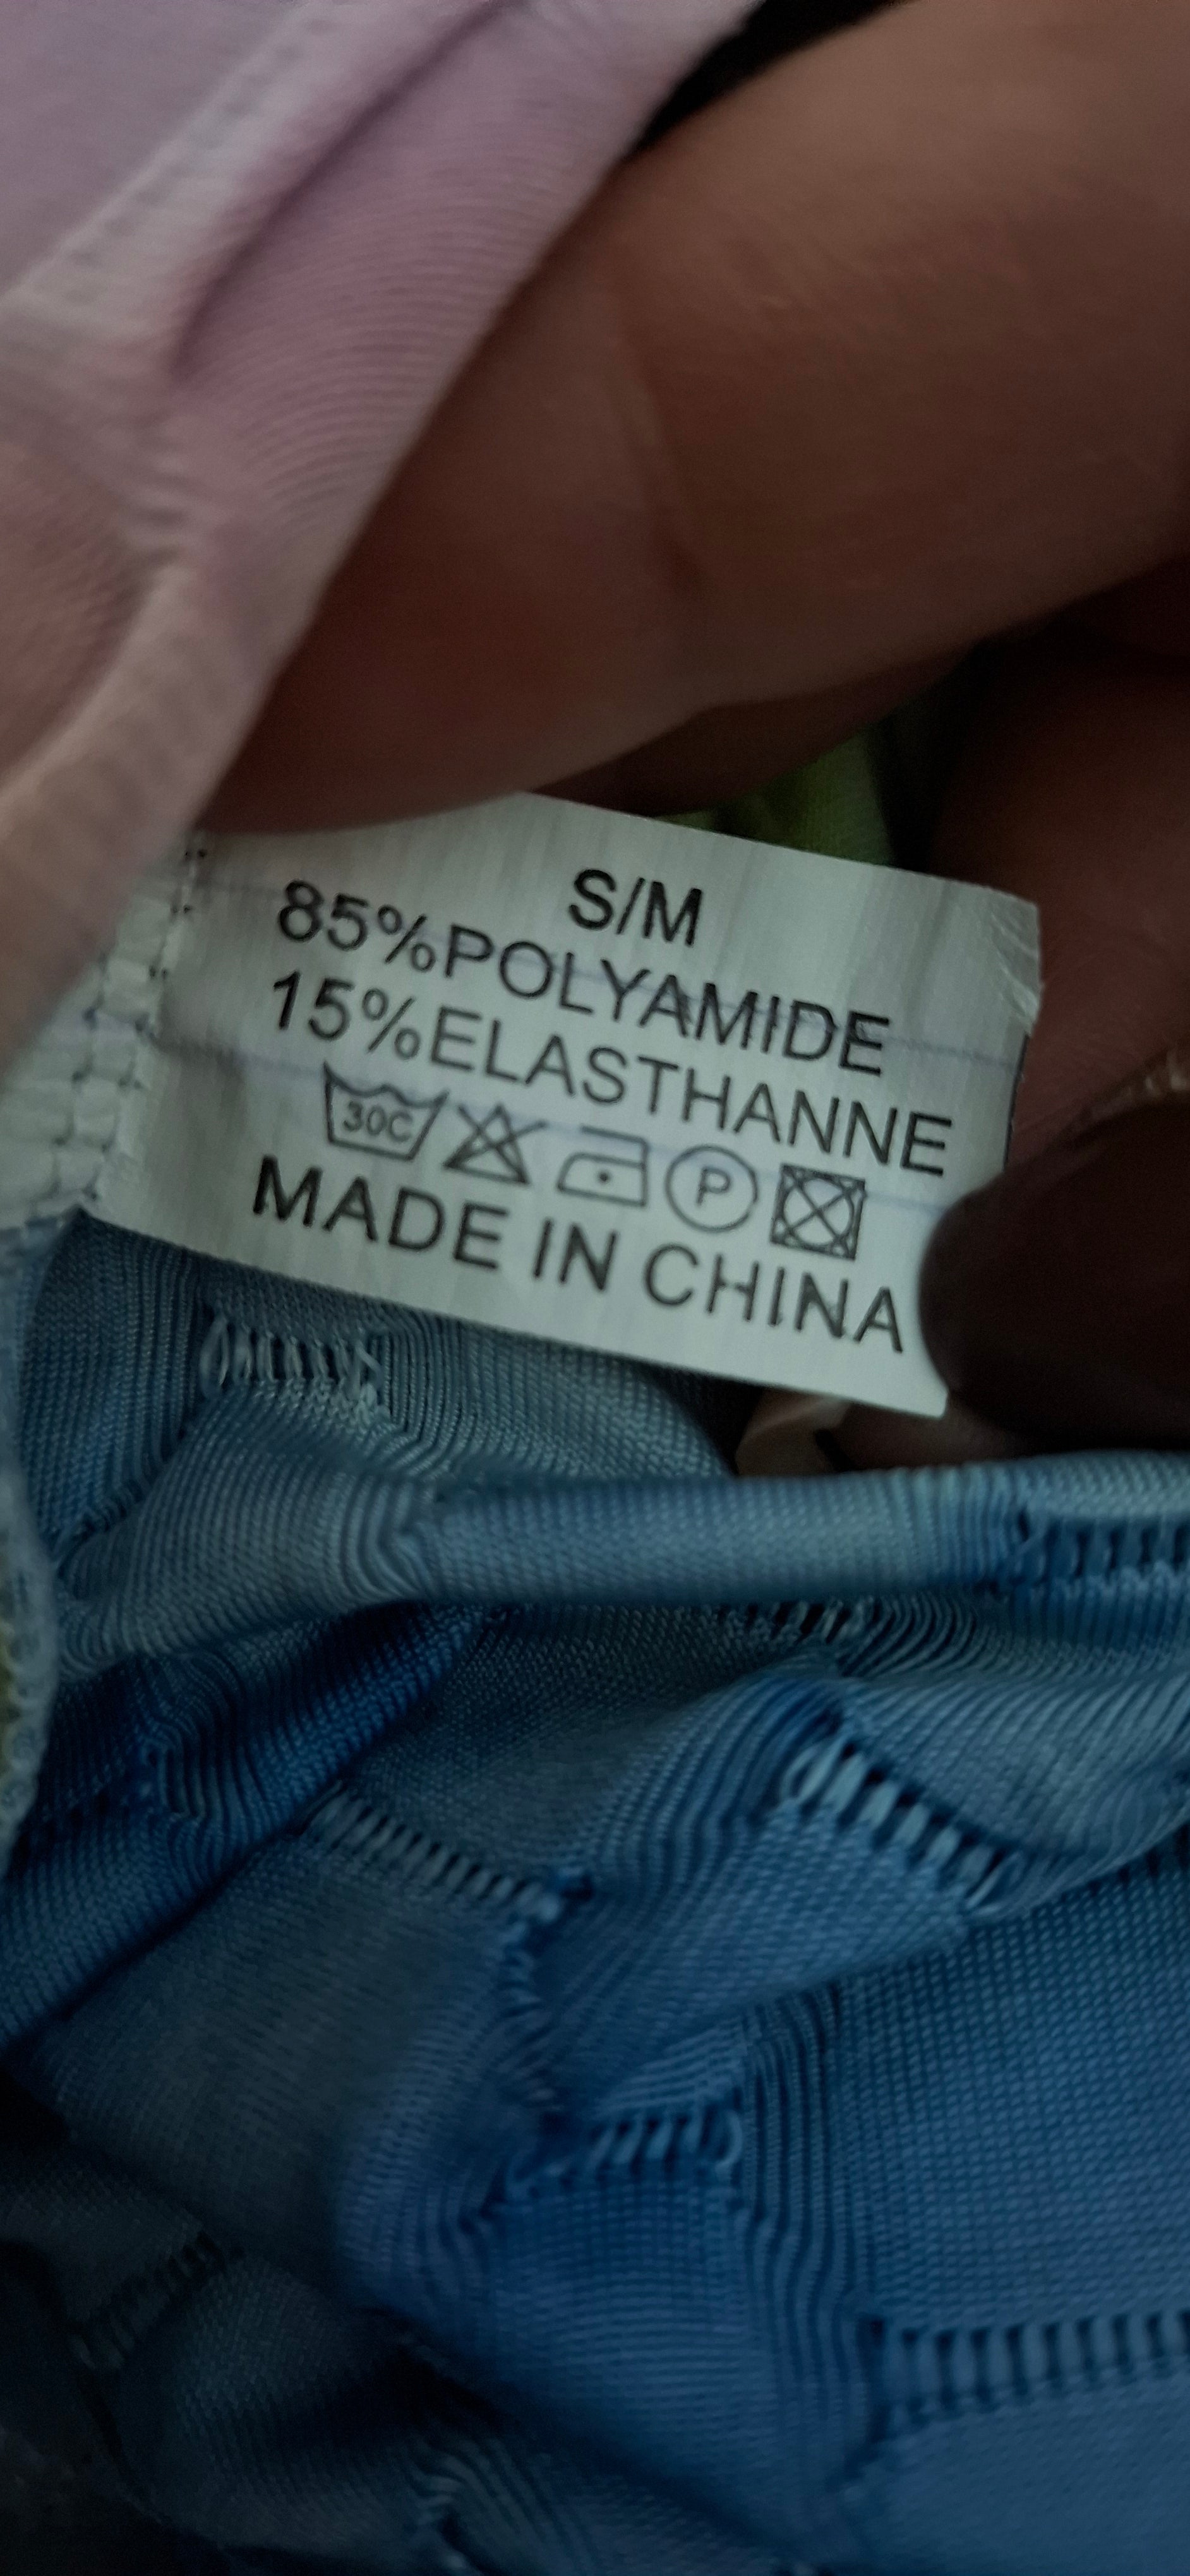 S/M
85%POLYAMIDE
15%ELASTHANNE
30C P
MADE IN CHINA